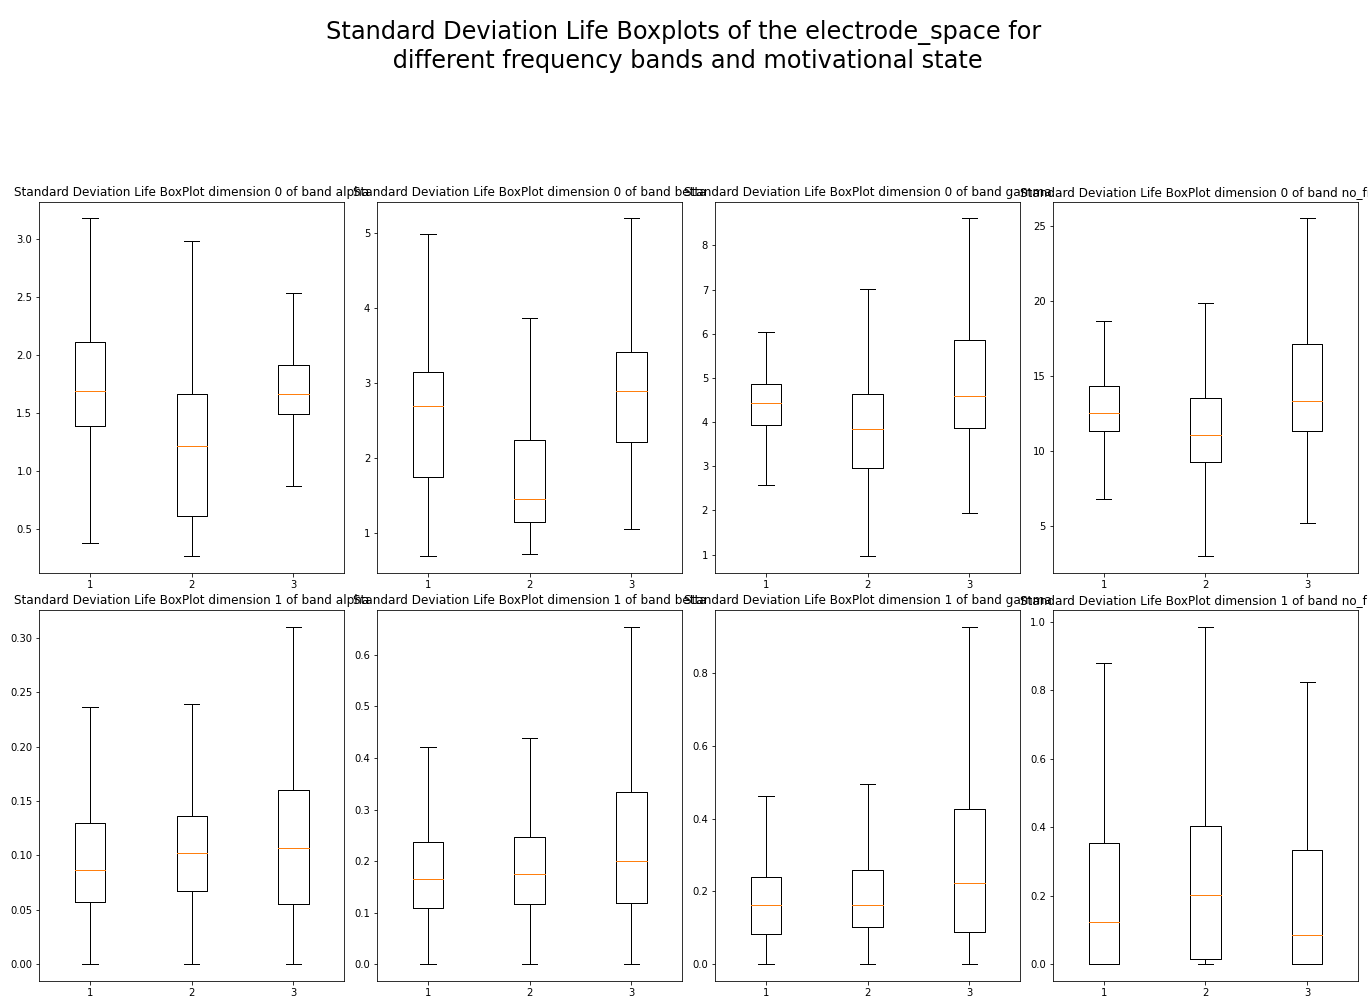 Standard Deviation Life Boxplots of the electrode_space for
different frequency bands and motivational state
Standard Deviation Life BoxPlot dimension 0 of band alpha
Standard Deviation Life BoxPlot dimension 0 of band betta
Standard Deviation Life BoxPlot dimension 0 of band gamma
Standard Deviation Life BoxPlot dimension 0 of band no_f
3.0
2.5
2.0
1.5
1.0
0.5
1 2 3
5
4
3
2
1
1 2 3
8
7
6
5
4
3
2
1
1 2 3
25
20
15
10
5
1 2 3
Standard Deviation Life BoxPlot dimension 1 of band alpha
Standard Deviation Life BoxPlot dimension 1 of band betta
Standard Deviation Life BoxPlot dimension 1 of band gamma
Standard Deviation Life BoxPlot dimension 1 of band no_f
0.30
0.25
0.20
0.15
0.10
0.05
0.00
1 2 3
0.6
0.5
0.4
0.3
0.2
0.1
0.0
1 2 3
0.8
0.6
0.4
0.2
0.0
1 2 3
1.0
0.8
0.6
0.4
0.2
0.0
1 2 3